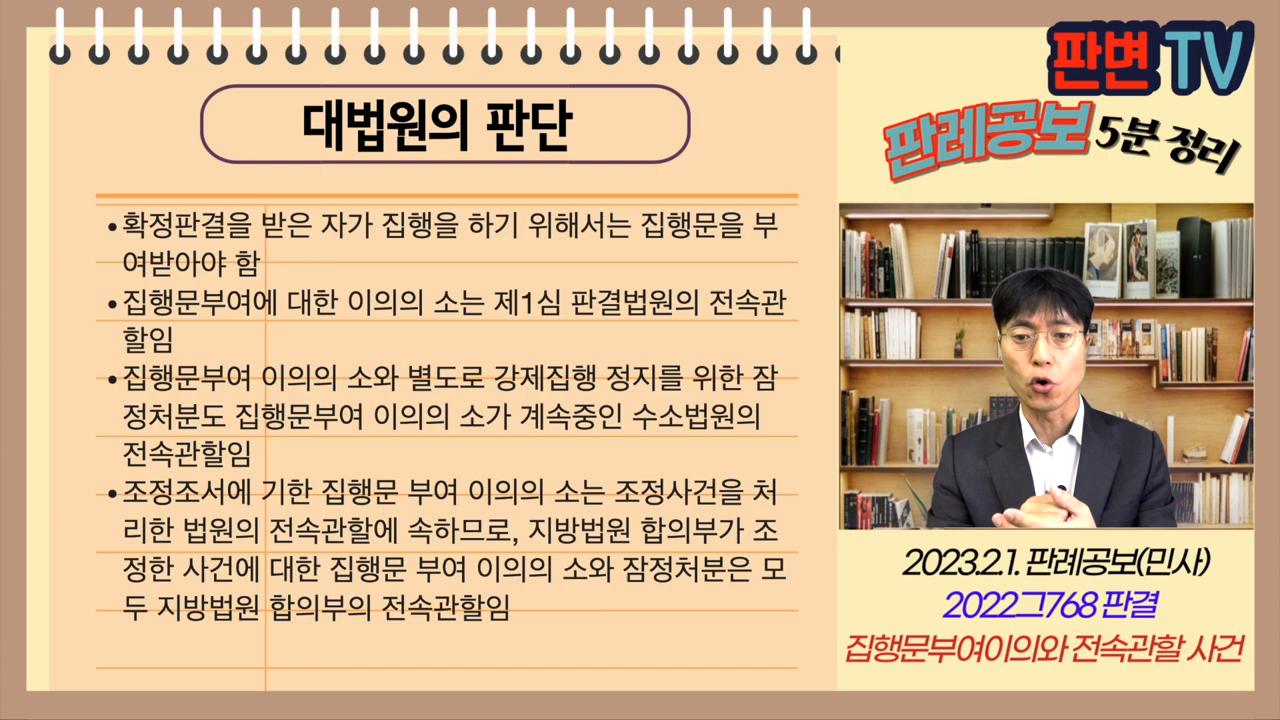 대법원의 판단
•확정판결을 받은 자가 집행을 하기 위해서는 집행문을 부
여받아야 함
•집행문부여에 대한 이의의 소는 제1심 판결법원의 전속관
할임
•집행문부여 이의의 소와 별도로 강제집행 정지를 위한 잠
정처분도 집행문부여 이의의 소가 계속중인 수소법원의
전속관할임
•조정조서에 기한 집행문 부여 이의의 소는 조정사건을 처
리한 법원의 전속관할에 속하므로, 지방법원 합의부가 조
정한 사건에 대한 집행문 부여 이의의 소와 잠정처분은 모
두 지방법원 합의부의 전속관할임
판변 TV
판례공보 5분 정리
2023.2.1. 판례공보(민사)
2022그768 판결
집행문부여이의와 전속관할 사건